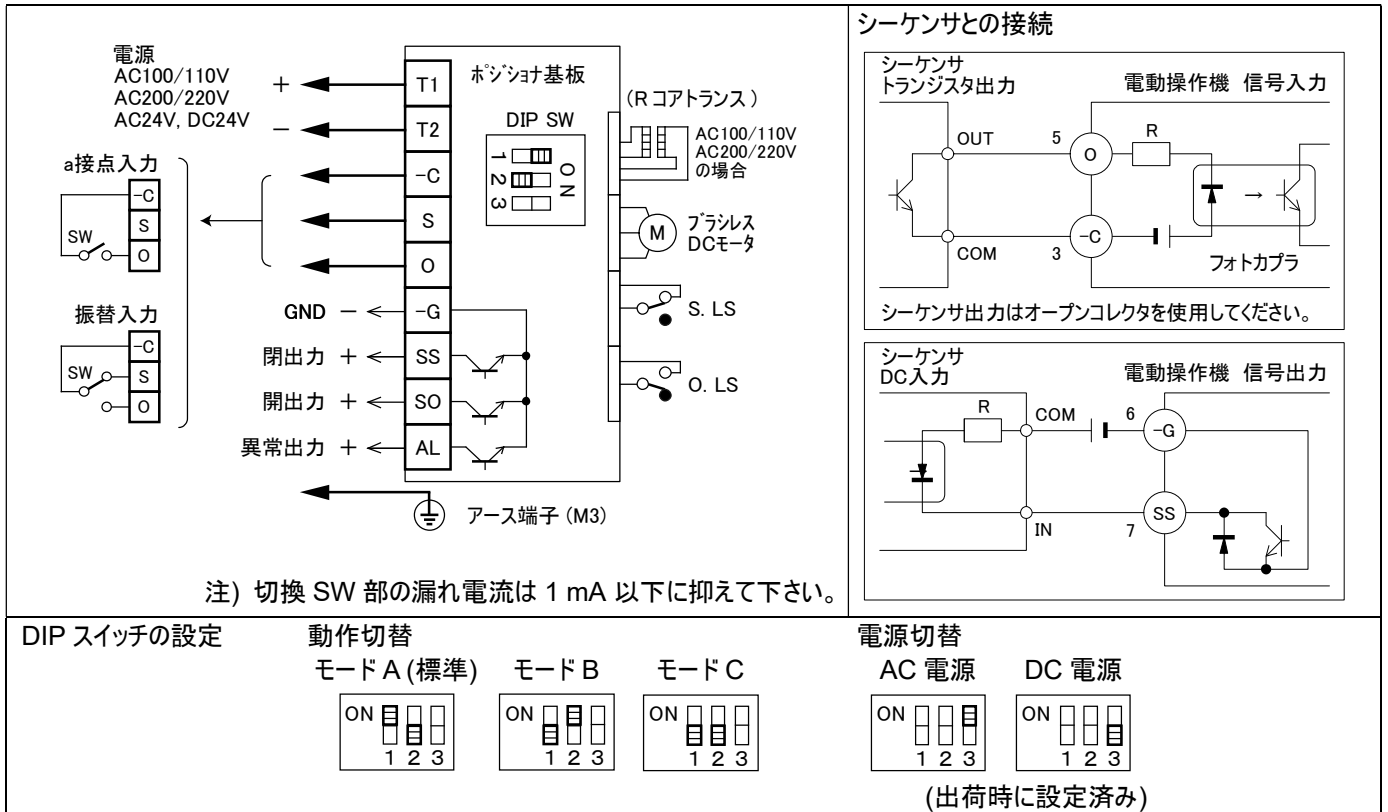 電源
AC100/110V
AC200/220V
AC24V, DC24V
+
−
a接点入力
-C
S
O
SW
振替入力
-C
S
O
SW
T1
T2
-C
S
O
-G
SS
SO
AL
GND −
閉出力 +
開出力 +
異常出力 +
ポジショナ基板
DIP SW
1
2
3
ON
(Rコアトランス)
AC100/110V
AC200/220V
の場合
M
ブラシレス
DCモータ
S. LS
O. LS
アース端子 (M3)
注) 切換 SW 部の漏れ電流は 1 mA 以下に抑えて下さい。
シーケンサとの接続
シーケンサ
トランジスタ出力
電動操作機 信号入力
OUT
5
O
R
→
COM
3
-C
フォトカプラ
シーケンサ出力はオープンコレクタを使用してください。
シーケンサ
DC入力
電動操作機 信号出力
R
COM
6
-G
IN
7
SS
DIP スイッチの設定
動作切替
モード A (標準)
モード B
モード C
ON
1 2 3
ON
1 2 3
ON
1 2 3
電源切替
AC 電源
DC 電源
ON
1 2 3
ON
1 2 3
(出荷時に設定済み)